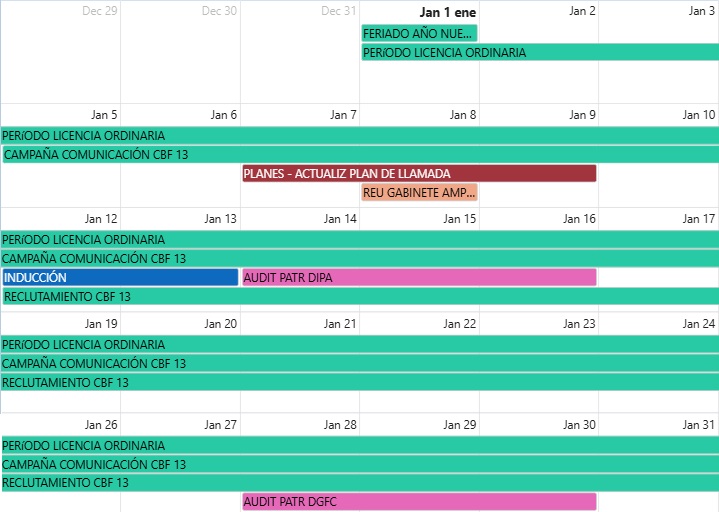 Dec 29 Dec 30 Dec 31 Jan 1 ene Jan 2 Jan 3
FERIADO AÑO NUE...
PERíODO LICENCIA ORDINARIA
Jan 5 Jan 6 Jan 7 Jan 8 Jan 9 Jan 10
PERíODO LICENCIA ORDINARIA
CAMPAÑA COMUNICACIÓN CBF 13
PLANES - ACTUALIZ PLAN DE LLAMADA
REU GABINETE AMP...
Jan 12 Jan 13 Jan 14 Jan 15 Jan 16 Jan 17
PERíODO LICENCIA ORDINARIA
CAMPAÑA COMUNICACIÓN CBF 13
INDUCCIÓN AUDIT PATR DIPA
RECLUTAMIENTO CBF 13
Jan 19 Jan 20 Jan 21 Jan 22 Jan 23 Jan 24
PERíODO LICENCIA ORDINARIA
CAMPAÑA COMUNICACIÓN CBF 13
RECLUTAMIENTO CBF 13
Jan 26 Jan 27 Jan 28 Jan 29 Jan 30 Jan 31
PERíODO LICENCIA ORDINARIA
CAMPAÑA COMUNICACIÓN CBF 13
RECLUTAMIENTO CBF 13
AUDIT PATR DGFC